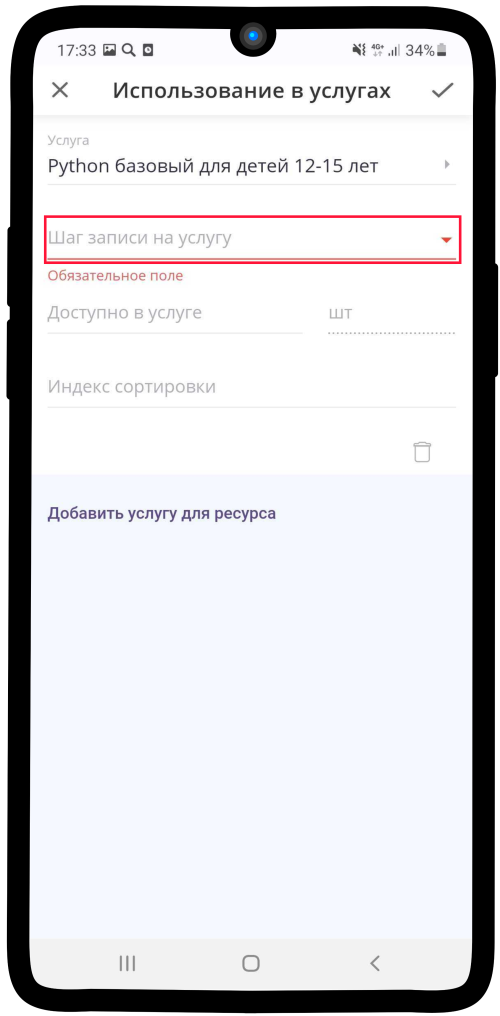 17:33 4G+ 34%
Использование в услугах
Услуга
Python базовый для детей 12-15 лет
Шаг записи на услугу
Обязательное поле
Доступно в услуге шт
Индекс сортировки
Добавить услугу для ресурса